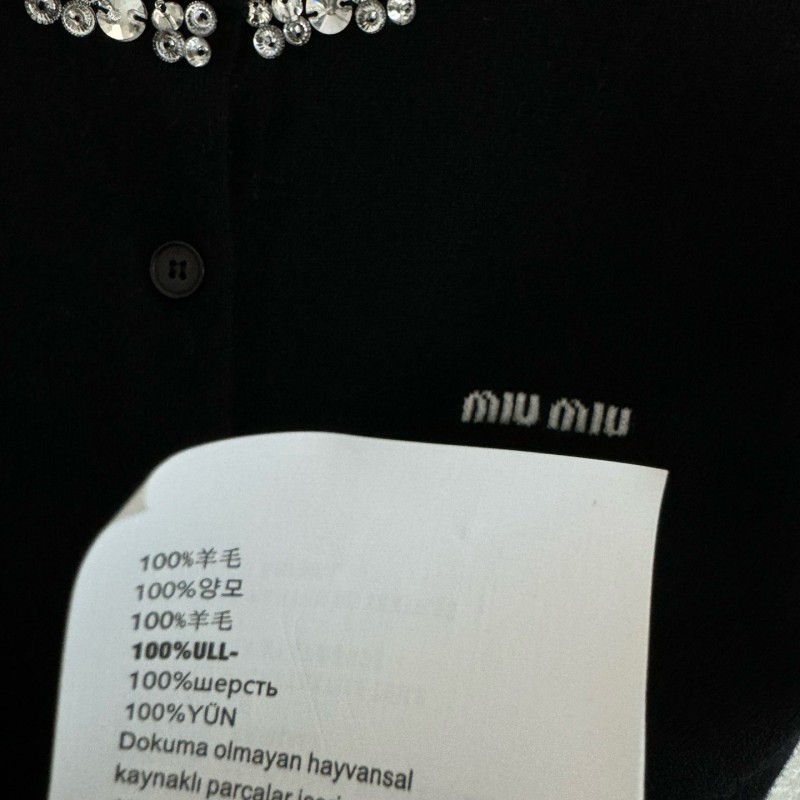 miu miu
100%羊毛
100%양모
100%羊毛
100%ULL-
100%шерсть
100%YÜN
Dokuma olmayan hayvansal
kaynaklı parçalar